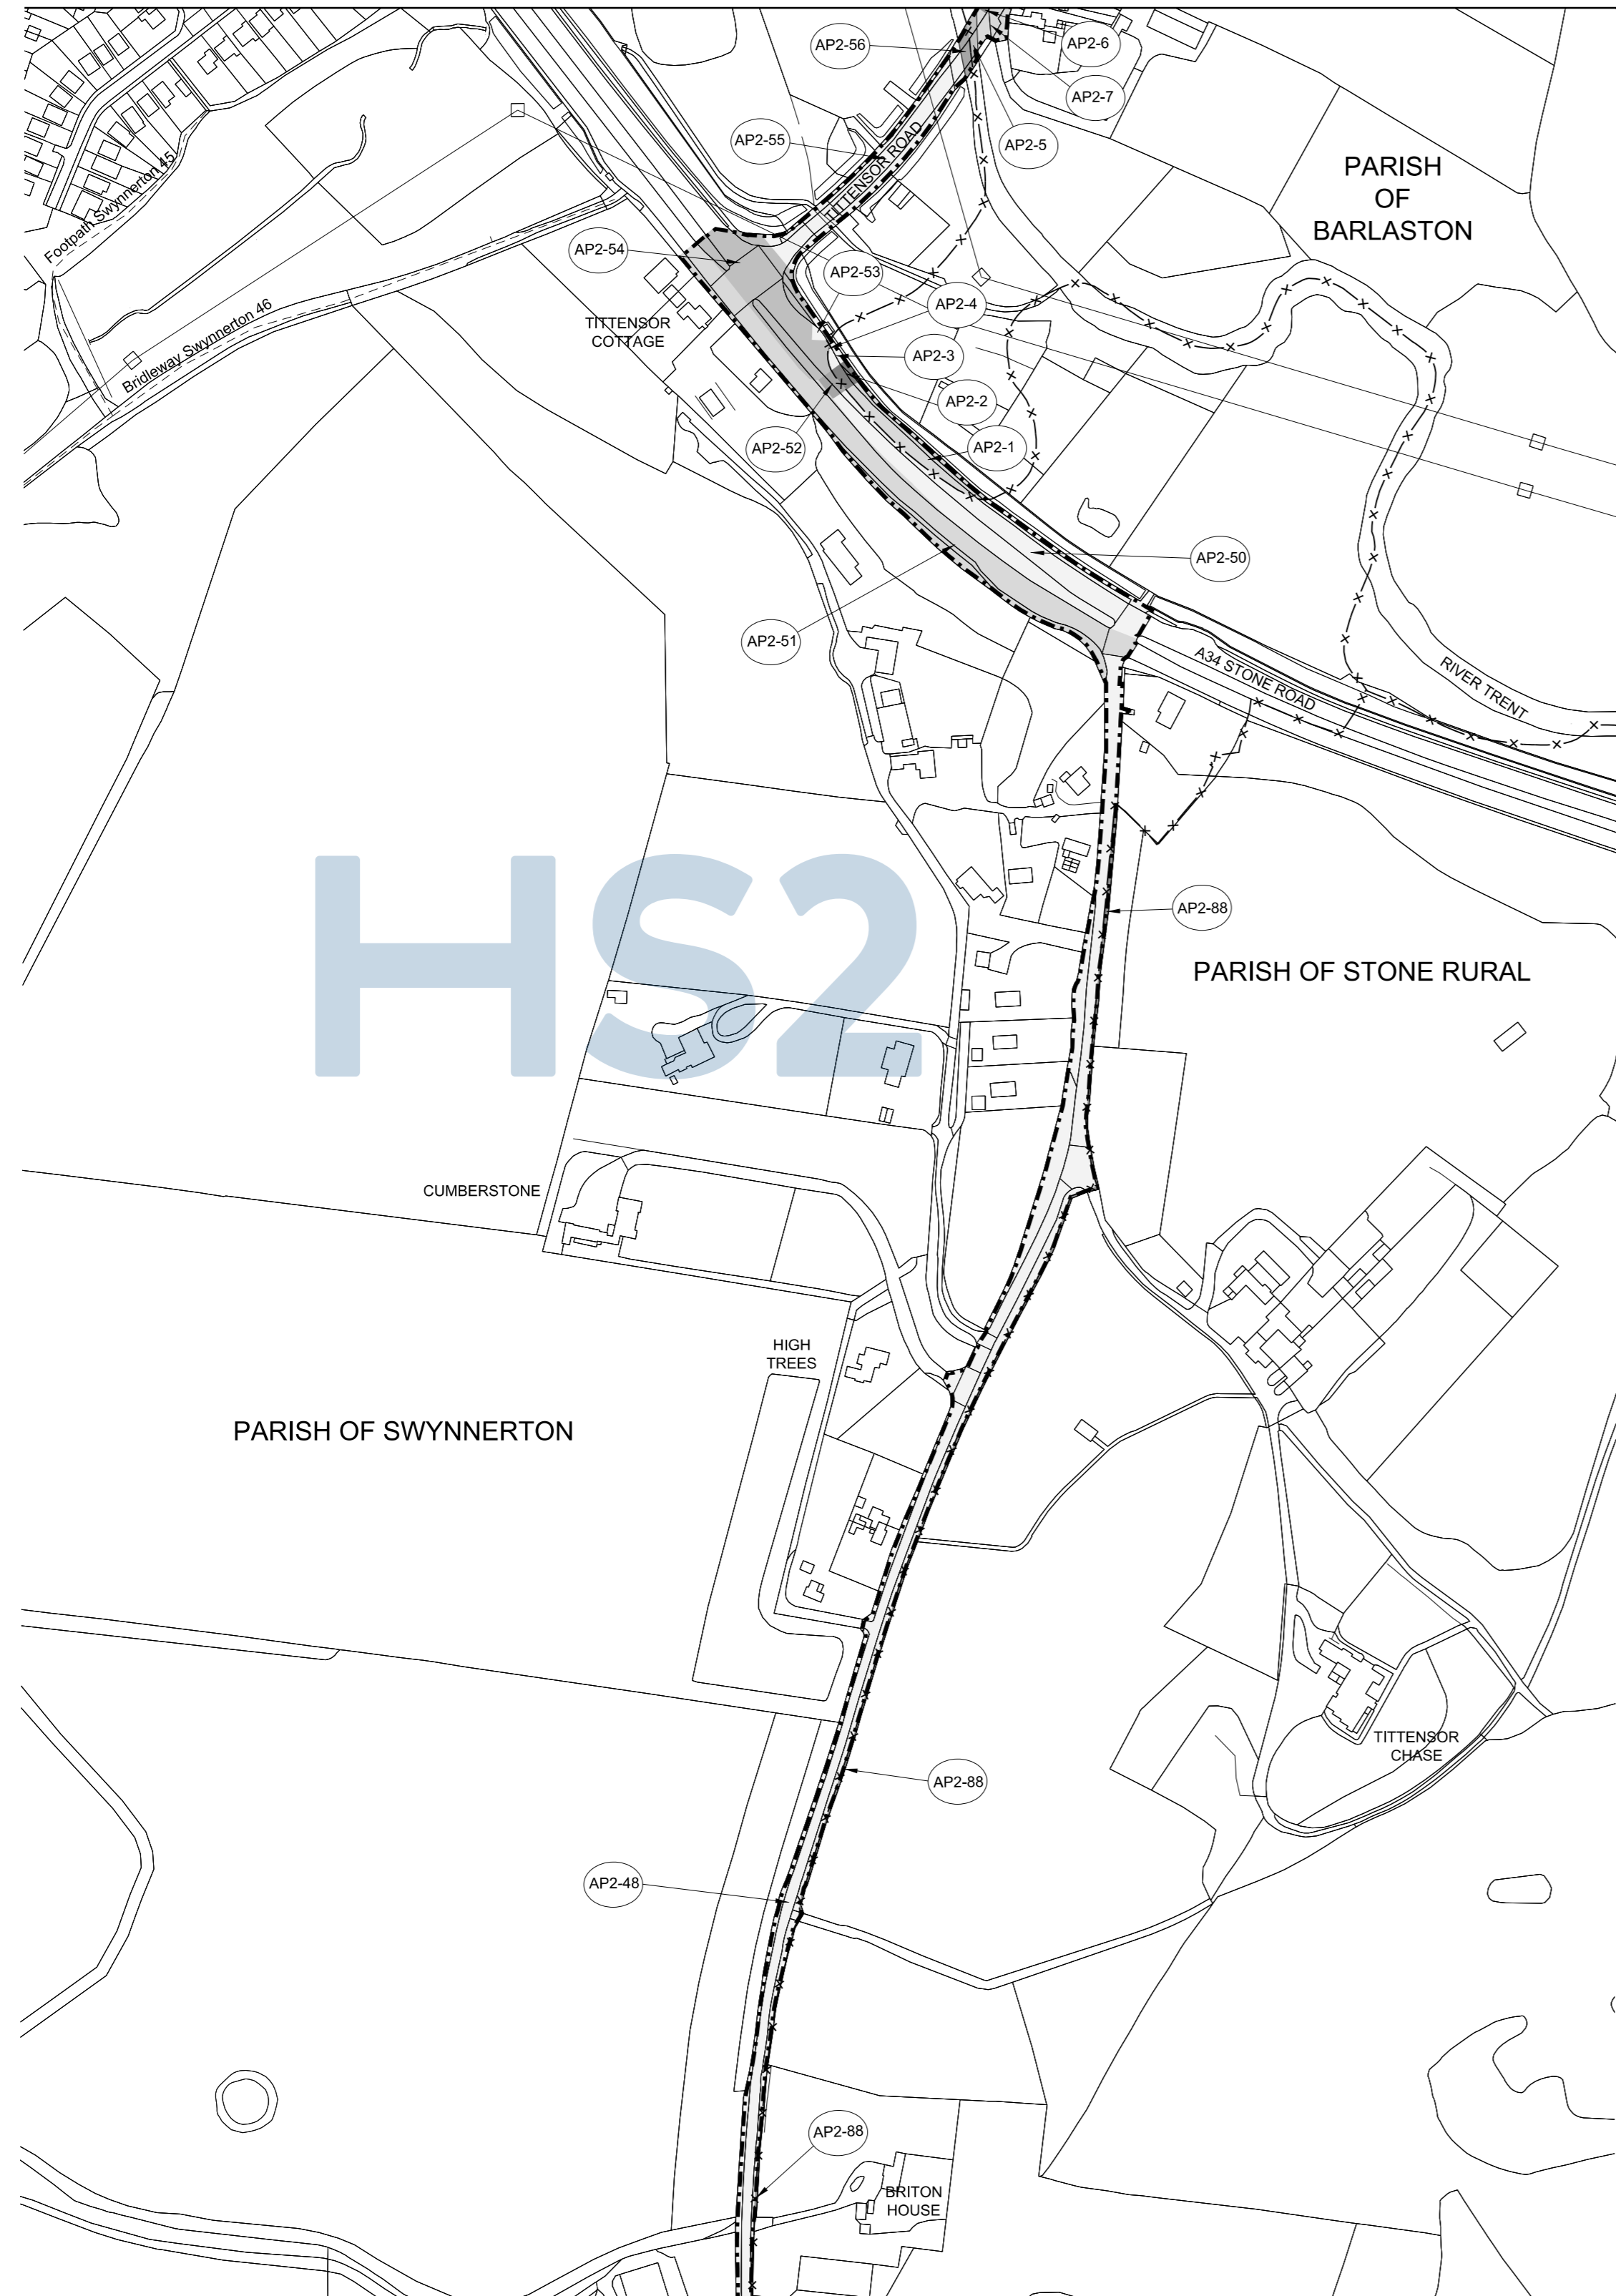 AP2-56
AP2-6
AP2-7
AP2-55
AP2-5
TITTENSOR ROAD
PARISH
OF
BARLASTON
Footpath Swynnerton 45
AP2-54
AP2-53
AP2-4
Bridleway Swynnerton 46
TITTENSOR
COTTAGE
AP2-3
AP2-2
AP2-52
AP2-1
AP2-50
AP2-51
A34 STONE ROAD
RIVER TRENT
HS2
AP2-88
PARISH OF STONE RURAL
CUMBERSTONE
HIGH
TREES
PARISH OF SWYNNERTON
TITTENSOR
CHASE
AP2-88
AP2-48
AP2-88
BRITON
HOUSE